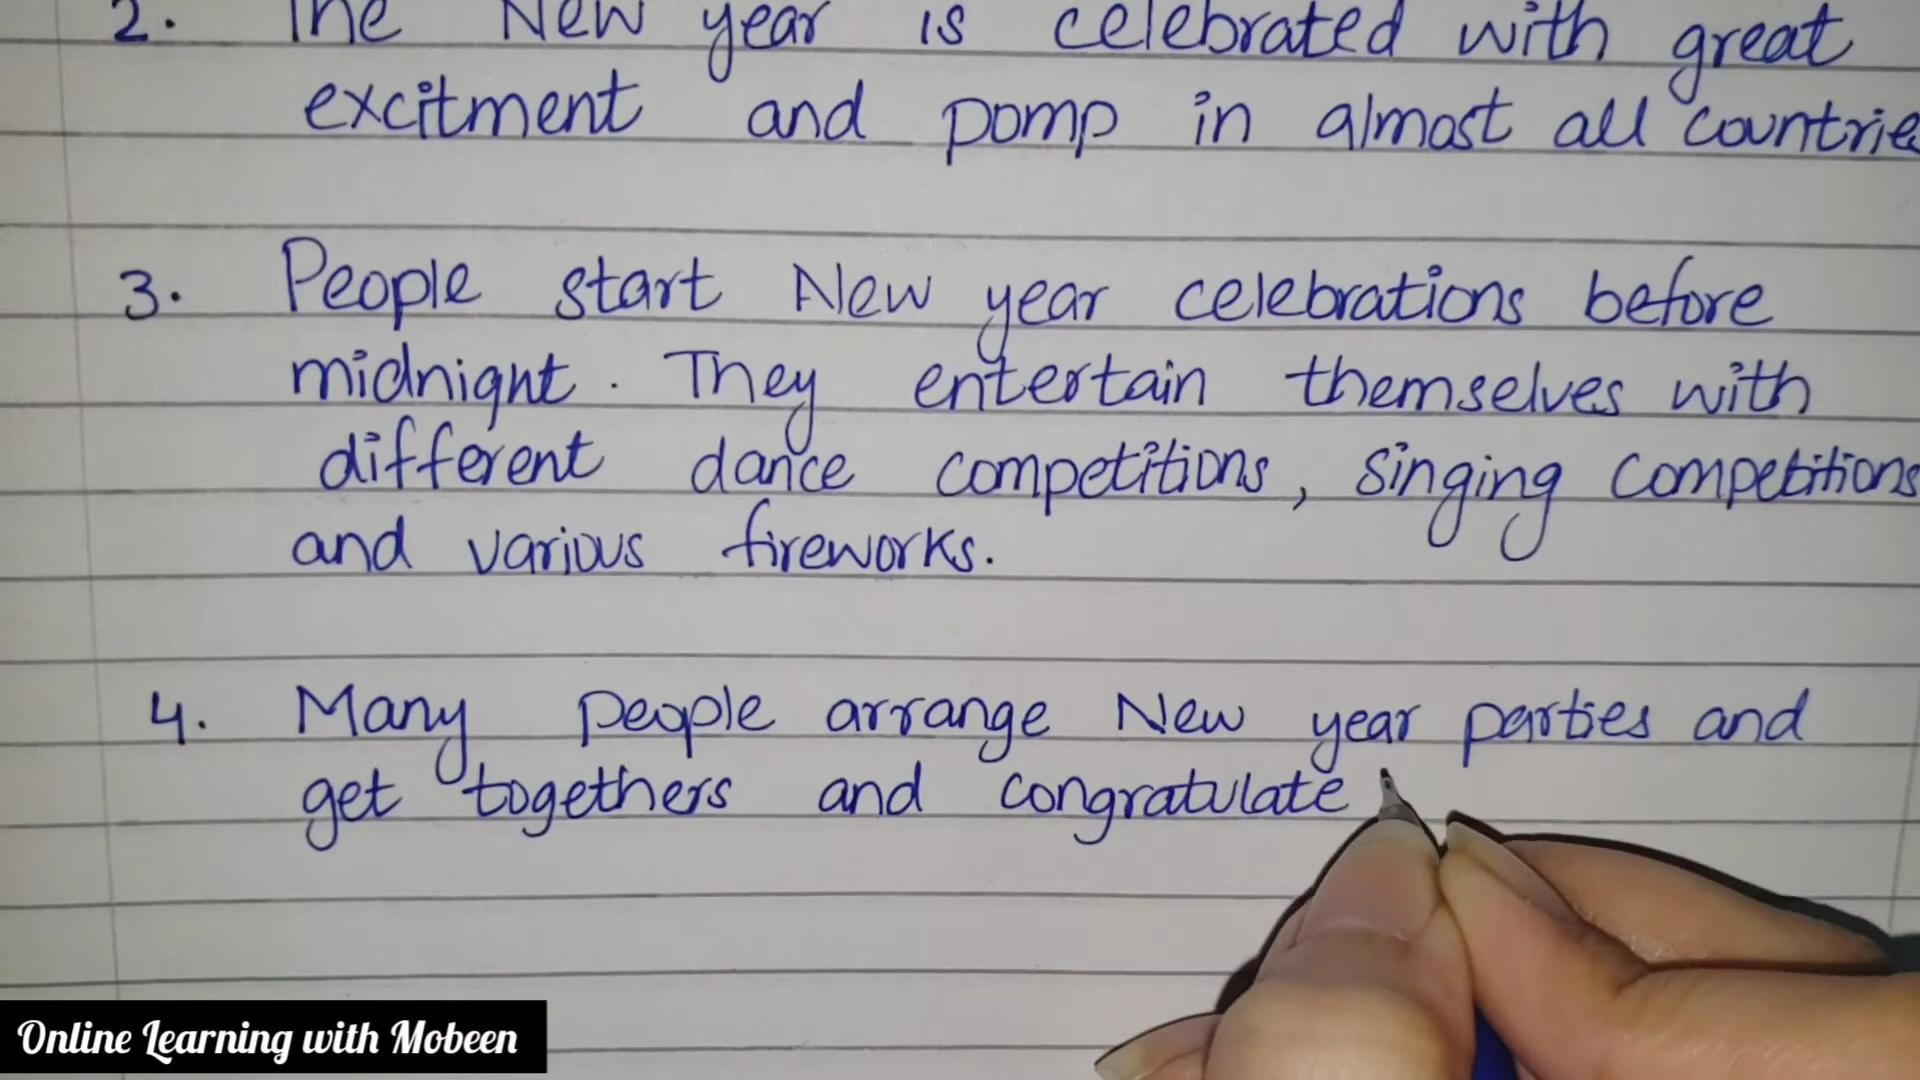 2. The New year is celebrated with great
excitment and pomp in almost all countrie
3. People start New year celebrations before
midnight. They entertain themselves with
different dance competitions, singing competitions
and various fireworks.
4. Many people arrange New year parties and
get togethers and congratulate
Online Learning with Mobeen